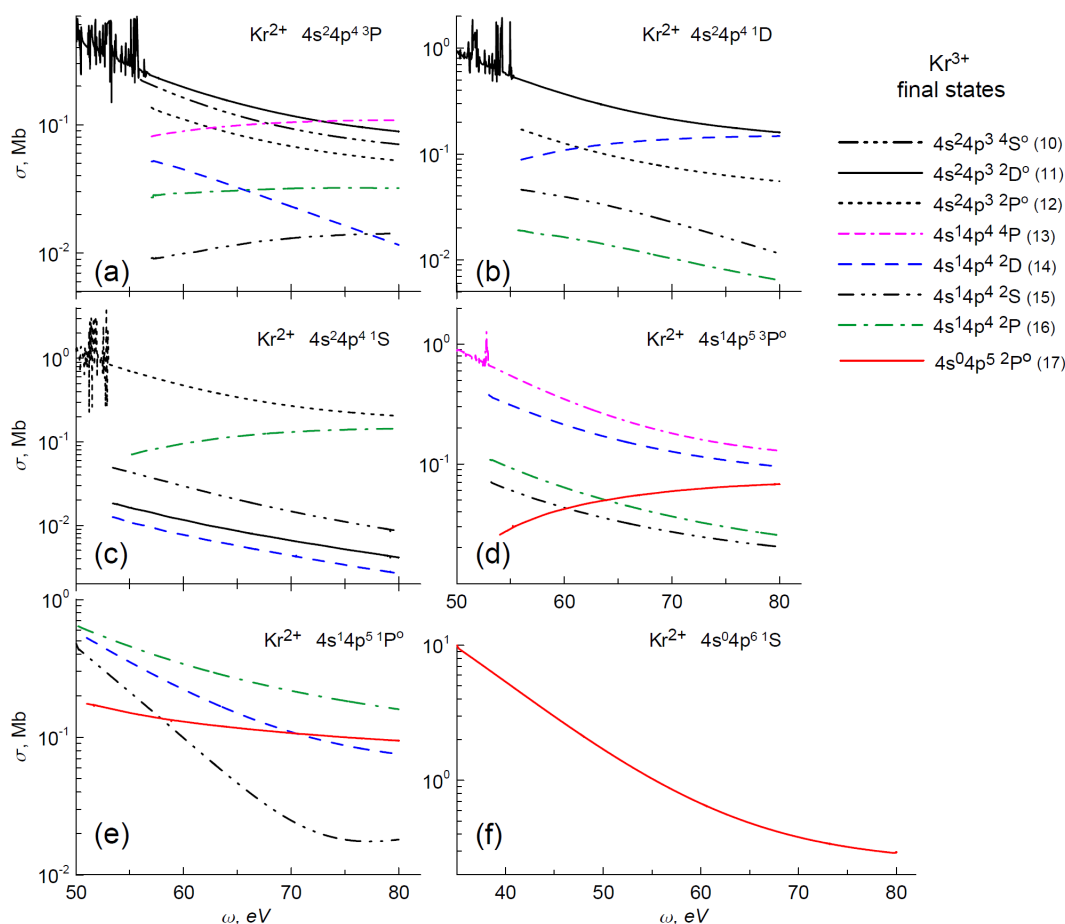 Kr²⁺ 4s²4p⁴ ³P
σ, Mb
10⁻¹
10⁻²
(a)
Kr²⁺ 4s²4p⁴ ¹D
10⁰
10⁻¹
10⁻²
(b)
Kr³⁺
final states
4s²4p³ ⁴Sᵒ (10)
4s²4p³ ²Dᵒ (11)
4s²4p³ ²Pᵒ (12)
4s¹4p⁴ ⁴P (13)
4s¹4p⁴ ²D (14)
4s¹4p⁴ ²S (15)
4s¹4p⁴ ²P (16)
4s⁰4p⁵ ²Pᵒ (17)
Kr²⁺ 4s²4p⁴ ¹S
σ, Mb
10⁰
10⁻¹
10⁻²
(c)
Kr²⁺ 4s¹4p⁵ ³Pᵒ
10⁰
10⁻¹
(d)
50 60 70 80
Kr²⁺ 4s¹4p⁵ ¹Pᵒ
σ, Mb
10⁰
10⁻¹
10⁻²
(e)
50 60 70 80
ω, eV
Kr²⁺ 4s⁰4p⁶ ¹S
10¹
10⁰
(f)
40 50 60 70 80
ω, eV